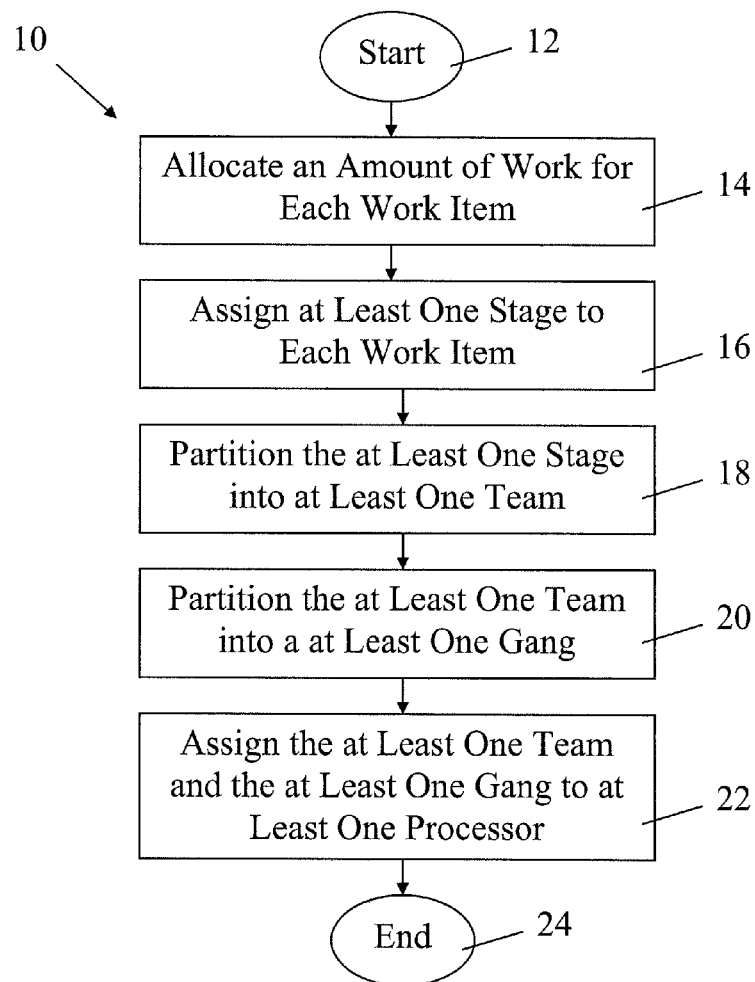 10
Start
12
Allocate an Amount of Work for
Each Work Item
14
Assign at Least One Stage to
Each Work Item
16
Partition the at Least One Stage
into at Least One Team
18
Partition the at Least One Team
into a at Least One Gang
20
Assign the at Least One Team
and the at Least One Gang to at
Least One Processor
22
End
24